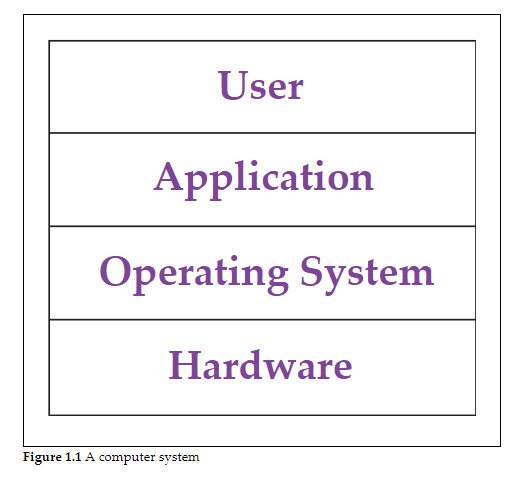 User
Application
Operating System
Hardware
Figure 1.1 A computer system